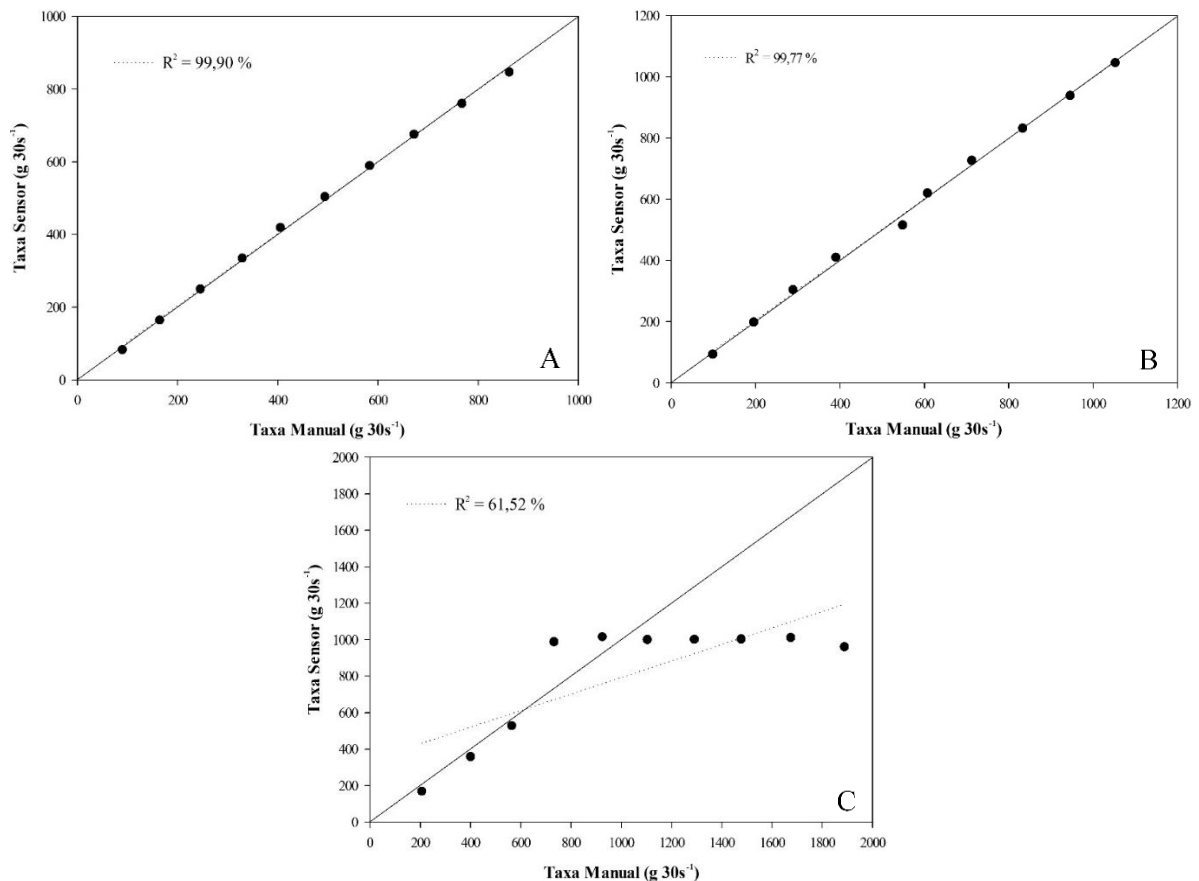 1000
800
600
400
200
0
Taxa Sensor (g 30s⁻¹)
R² = 99,90 %
A
0 200 400 600 800 1000
Taxa Manual (g 30s⁻¹)
1200
1000
800
600
400
200
0
Taxa Sensor (g 30s⁻¹)
R² = 99,77 %
B
0 200 400 600 800 1000 1200
Taxa Manual (g 30s⁻¹)
2000
1800
1600
1400
1200
1000
800
600
400
200
0
Taxa Sensor (g 30s⁻¹)
R² = 61,52 %
C
0 200 400 600 800 1000 1200 1400 1600 1800 2000
Taxa Manual (g 30s⁻¹)